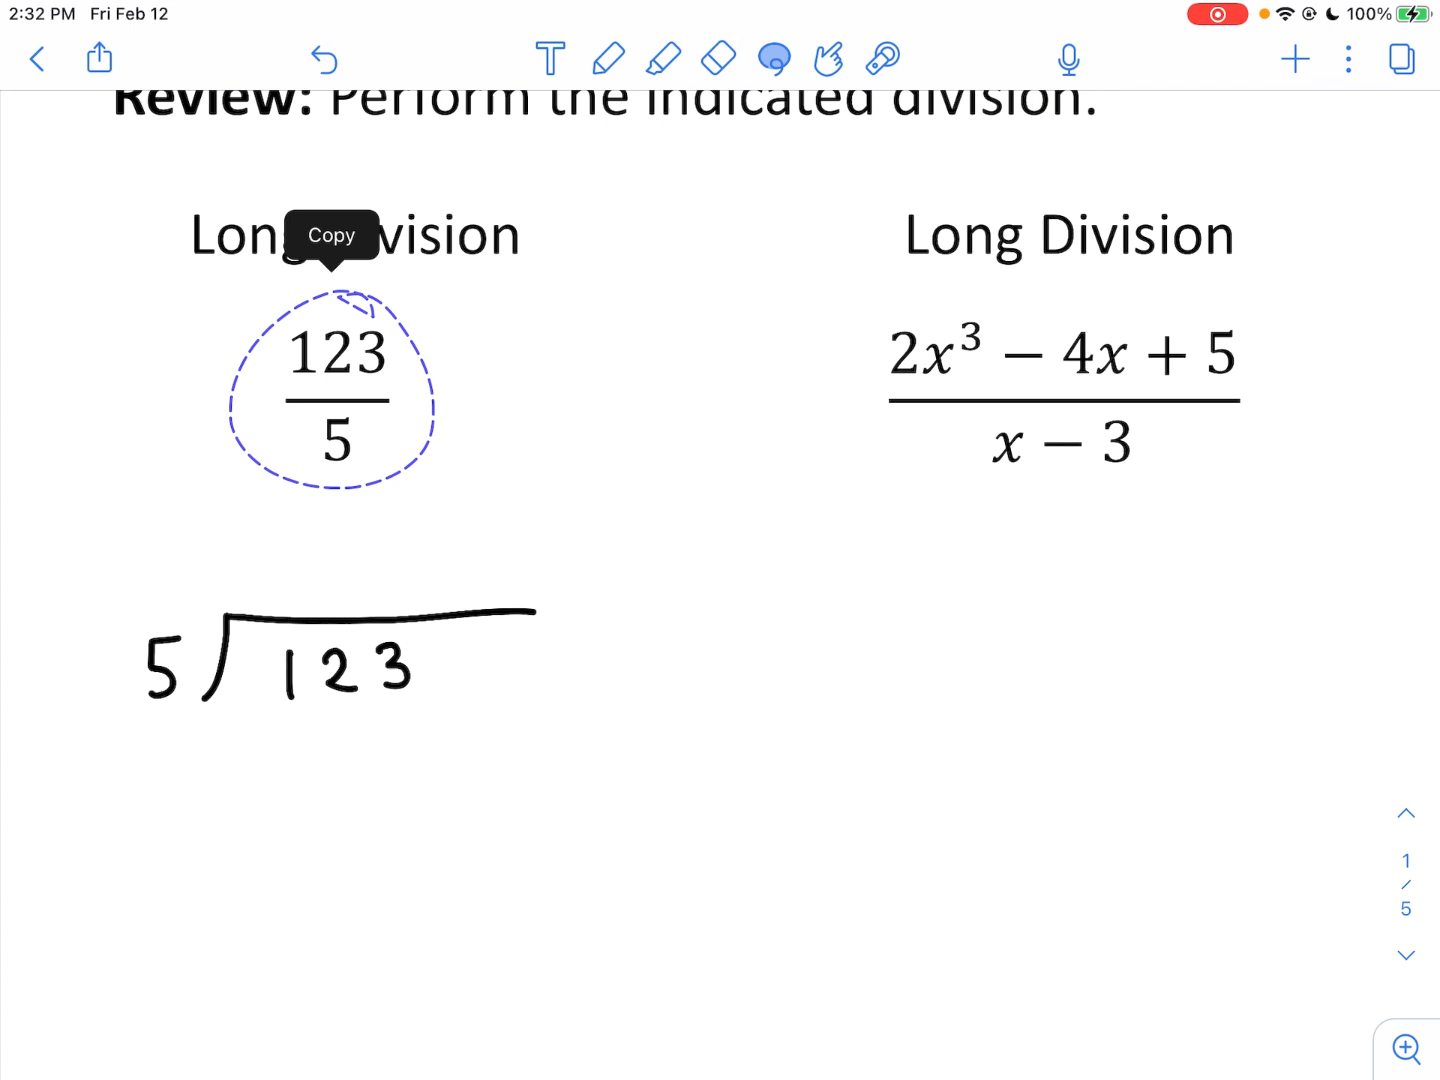 2:32 PM Fri Feb 12
100%
T
Review: Perform the indicated division.
Copy
Lon vision
Long Division
123
5
2x³ − 4x + 5
x − 3
5 123
1
/
5